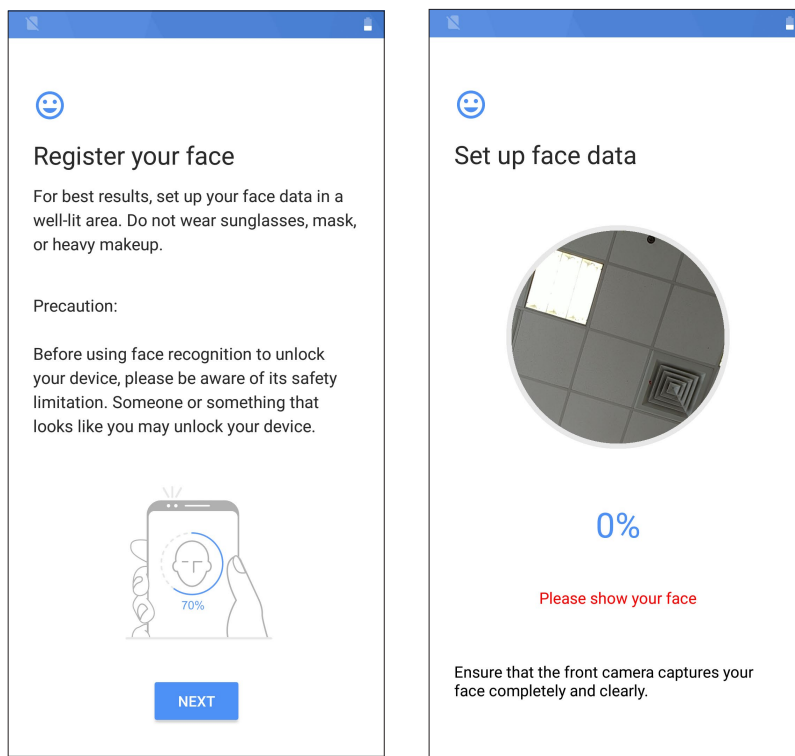 Register your face
For best results, set up your face data in a
well-lit area. Do not wear sunglasses, mask,
or heavy makeup.
Precaution:
Before using face recognition to unlock
your device, please be aware of its safety
limitation. Someone or something that
looks like you may unlock your device.
70%
NEXT
Set up face data
0%
Please show your face
Ensure that the front camera captures your
face completely and clearly.